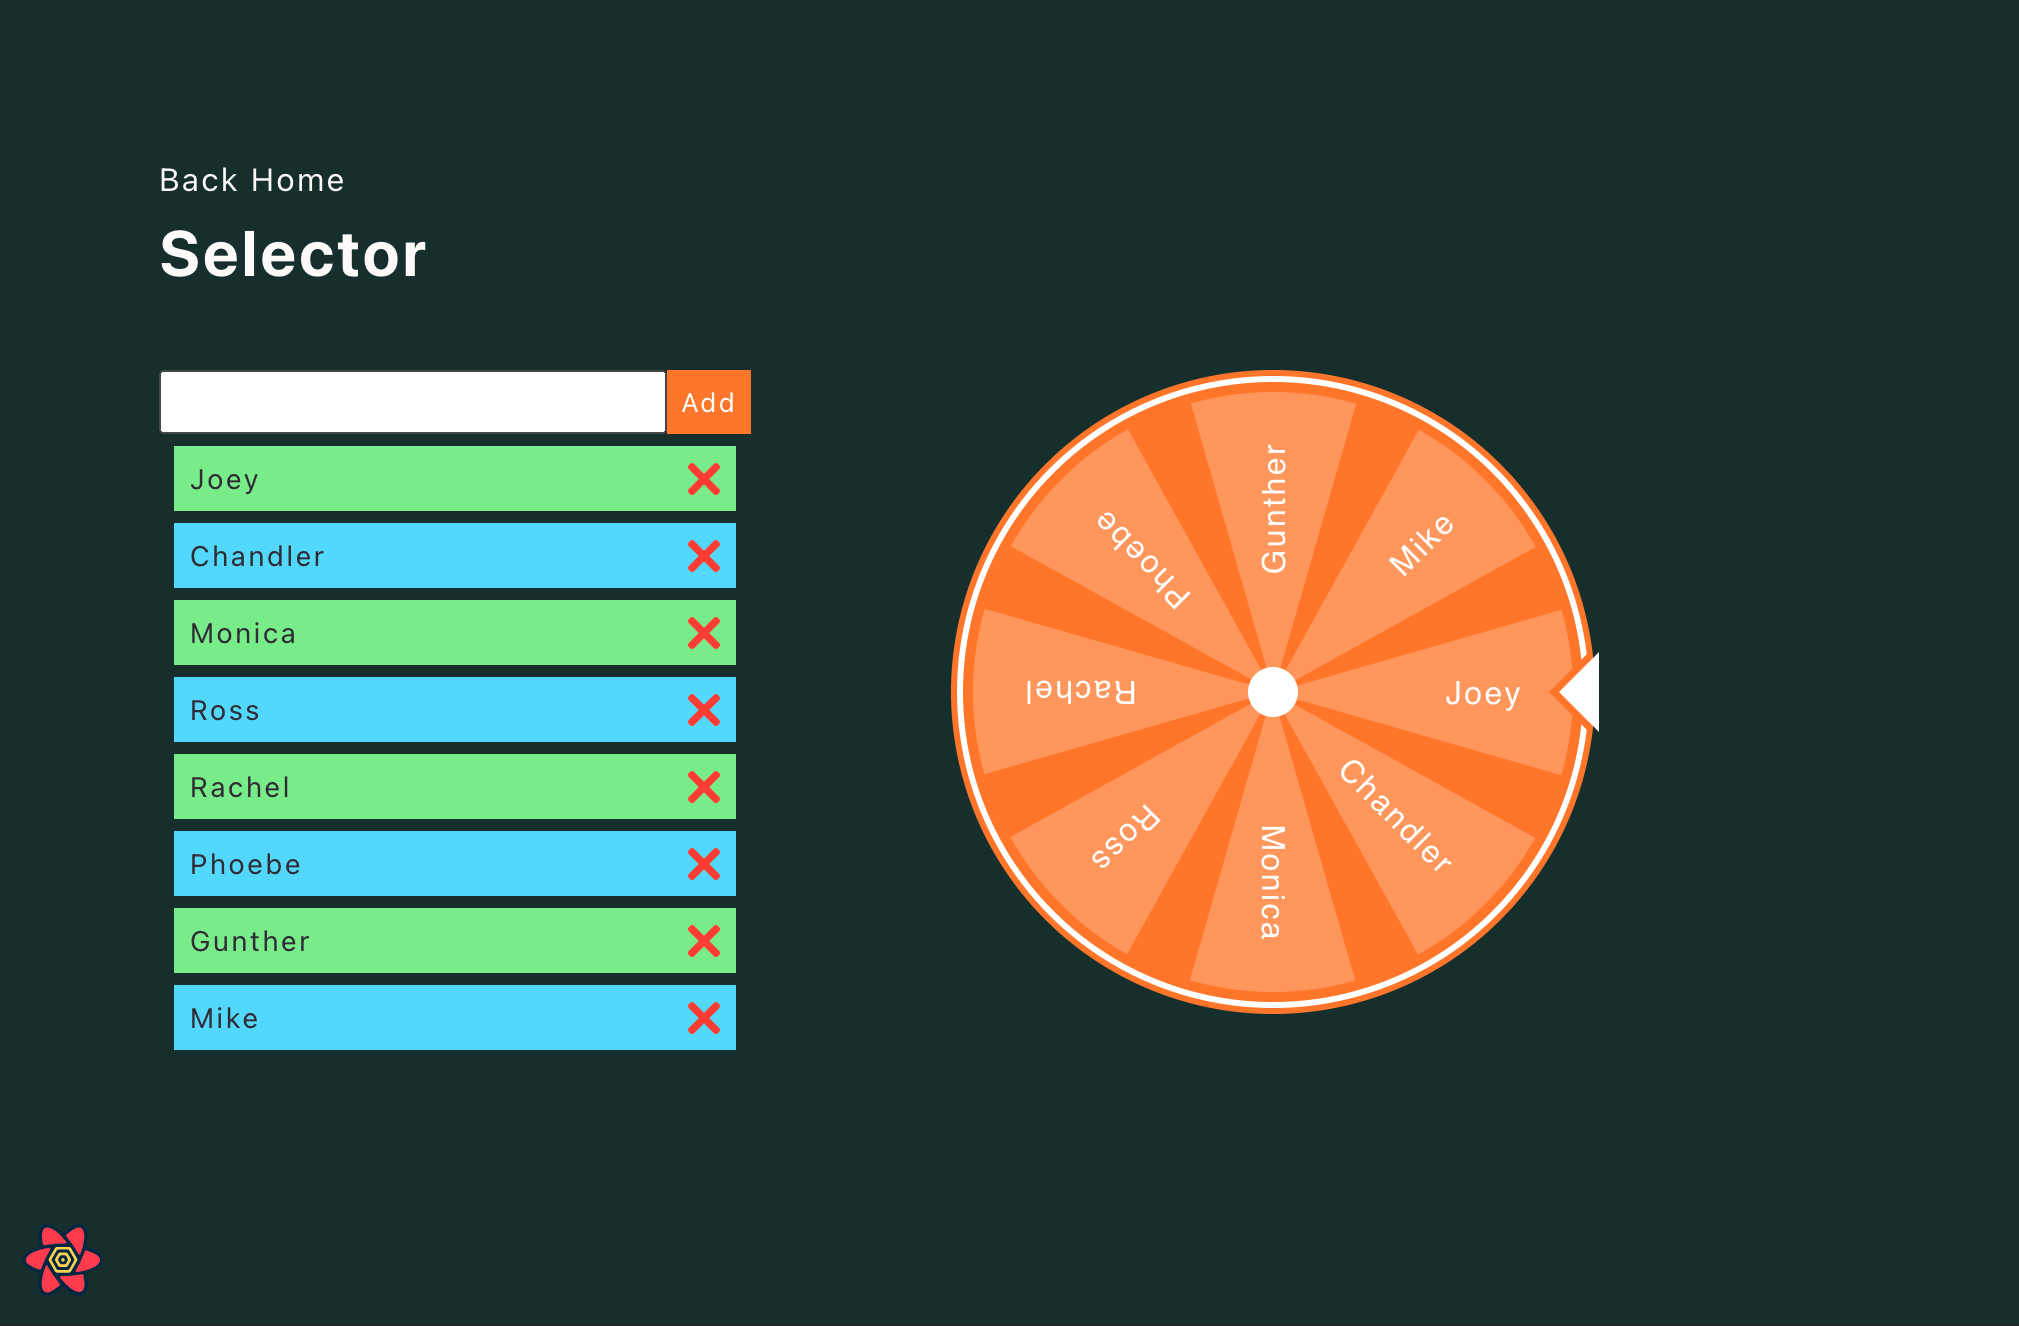 Back Home
Selector
Add
Joey
Chandler
Monica
Ross
Rachel
Phoebe
Gunther
Mike
Gunther
Mike
Joey
Chandler
Monica
Ross
Rachel
Phoebe